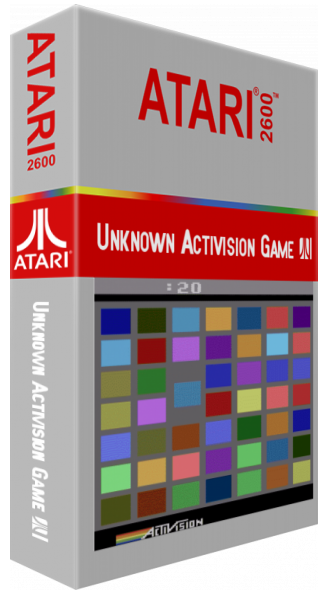 ATARI
2600
ATARI®
UNKNOWN ACTIVISION GAME
ATARI® 2600™
UNKNOWN ACTIVISION GAME
:20
ACTIVISION